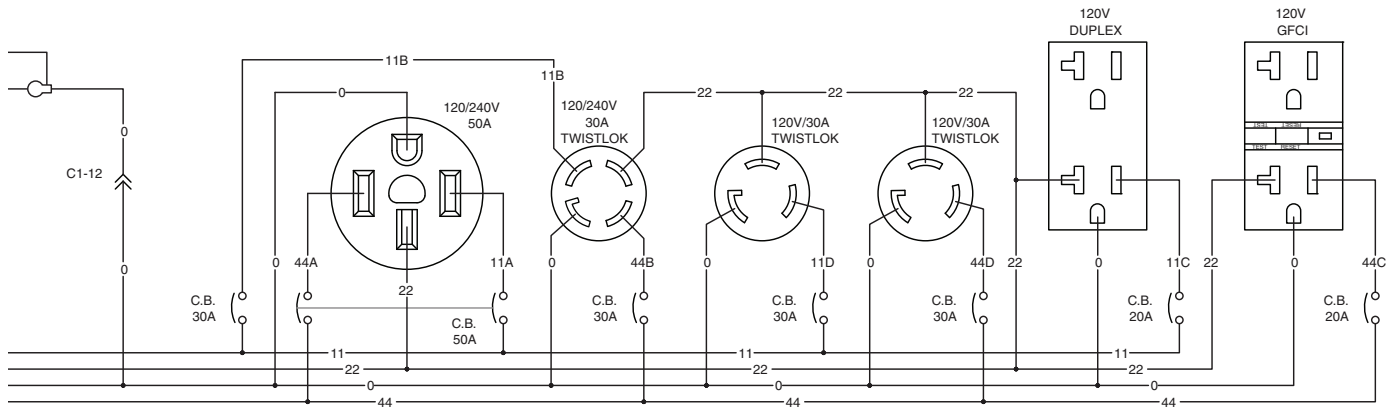 120V
DUPLEX
120V
GFCI
11B
11B
0
22
22
22
120/240V
50A
120/240V
30A
TWISTLOK
120V/30A
TWISTLOK
120V/30A
TWISTLOK
0
TEST RESET
TEST RESET
C1-12
0
0
44A
11A
0
44B
0
11D
0
44D
22
0
11C
22
0
44C
22
C.B.
30A
C.B.
50A
C.B.
30A
C.B.
30A
C.B.
30A
C.B.
20A
C.B.
20A
11
11
11
22
22
22
0
0
0
44
44
44